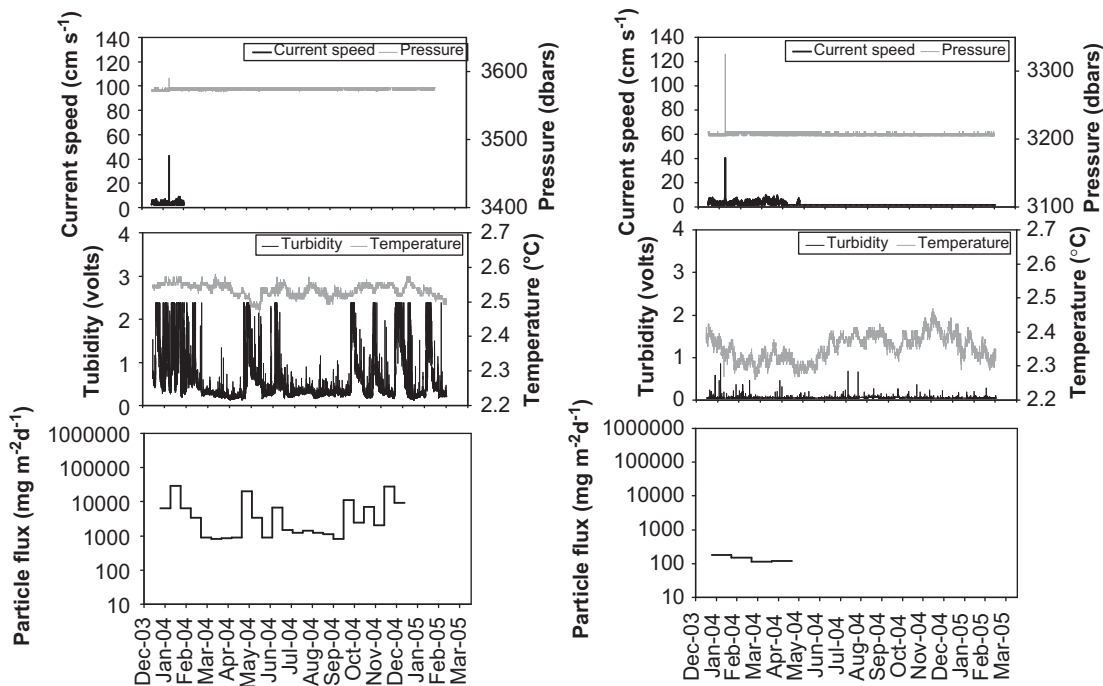 Current speed (cm s-1)
140
120
100
80
60
40
20
0
Current speed
Pressure
3600
3500
3400
Pressure (dbars)
Turbidity (volts)
4
3
2
1
0
Turbidity
Temperature
2.7
2.6
2.5
2.4
2.3
2.2
Temperature (°C)
Particle flux (mg m-2d-1)
1000000
100000
10000
1000
100
10
Dec-03
Jan-04
Feb-04
Mar-04
Apr-04
May-04
Jun-04
Jul-04
Aug-04
Sep-04
Oct-04
Nov-04
Dec-04
Jan-05
Feb-05
Mar-05
Current speed (cm s-1)
140
120
100
80
60
40
20
0
Current speed
Pressure
3300
3200
3100
Pressure (dbars)
Turbidity (volts)
4
3
2
1
0
Turbidity
Temperature
2.7
2.6
2.5
2.4
2.3
2.2
Temperature (°C)
Particle flux (mg m-2d-1)
1000000
100000
10000
1000
100
10
Dec-03
Jan-04
Feb-04
Mar-04
Apr-04
May-04
Jun-04
Jul-04
Aug-04
Sep-04
Oct-04
Nov-04
Dec-04
Jan-05
Feb-05
Mar-05